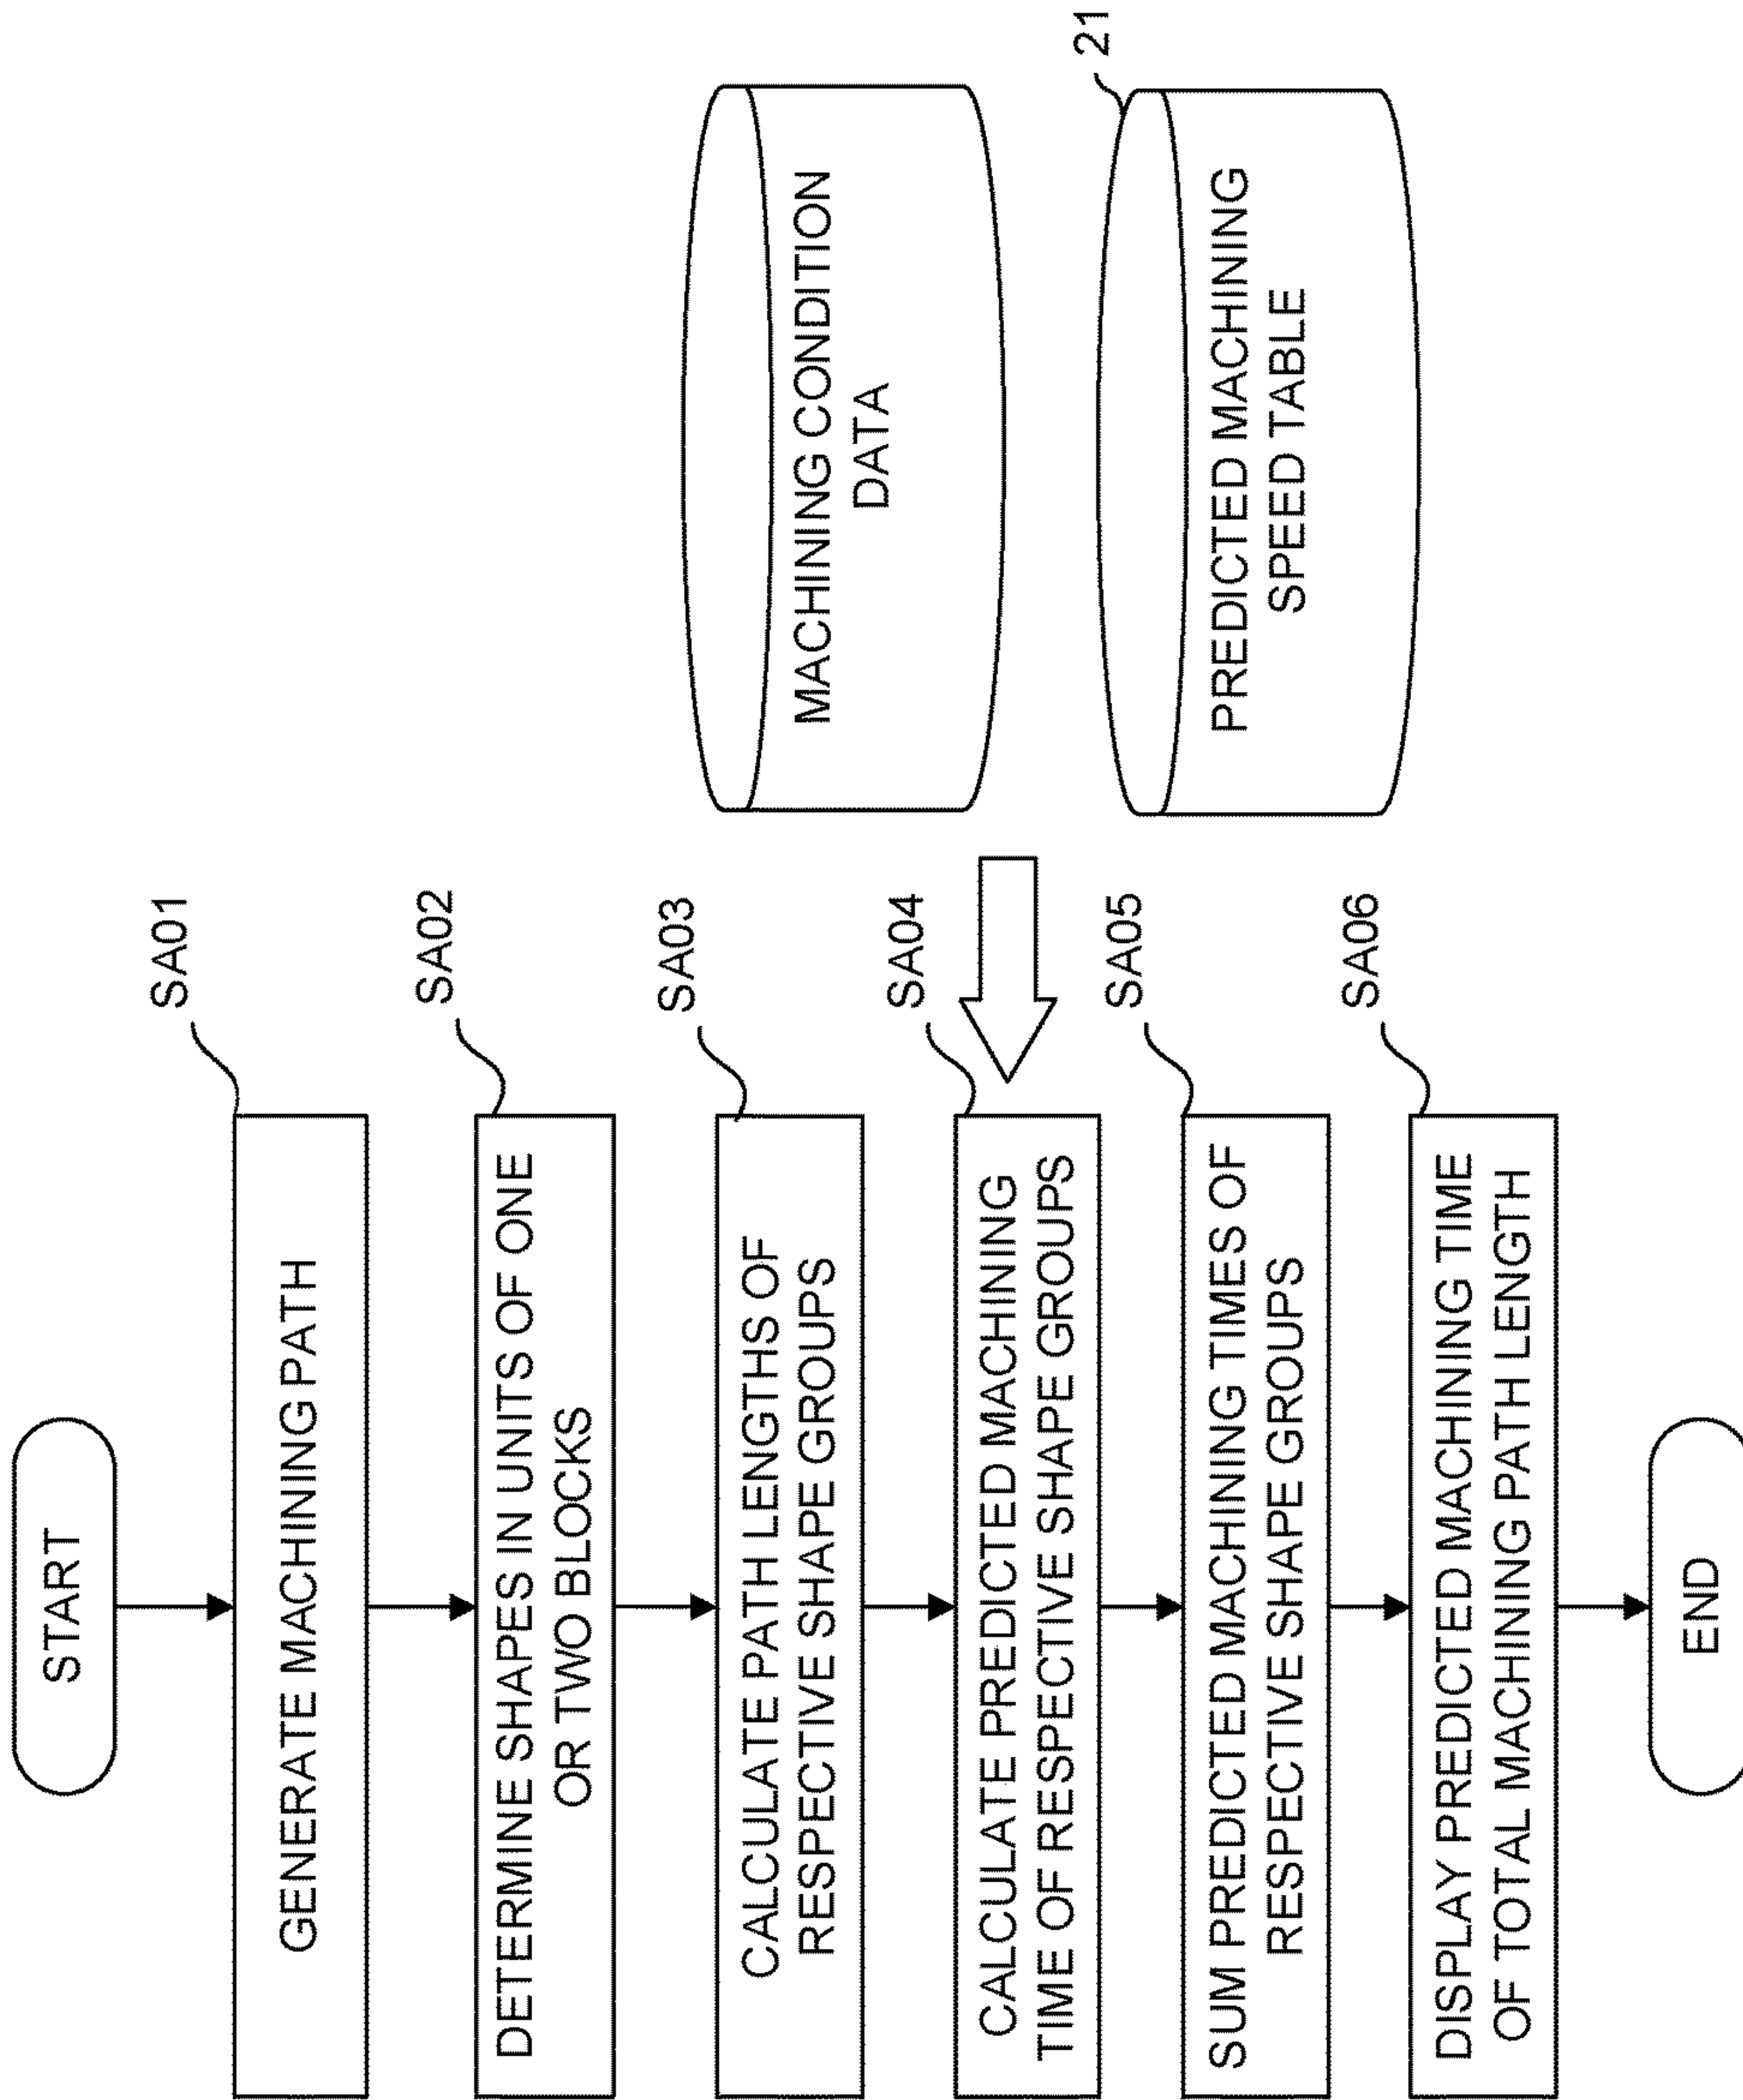 START
SA01
GENERATE MACHINING PATH
SA02
DETERMINE SHAPES IN UNITS OF ONE
OR TWO BLOCKS
SA03
CALCULATE PATH LENGTHS OF
RESPECTIVE SHAPE GROUPS
SA04
CALCULATE PREDICTED MACHINING
TIME OF RESPECTIVE SHAPE GROUPS
MACHINING CONDITION
DATA
21
PREDICTED MACHINING
SPEED TABLE
SA05
SUM PREDICTED MACHINING TIMES OF
RESPECTIVE SHAPE GROUPS
SA06
DISPLAY PREDICTED MACHINING TIME
OF TOTAL MACHINING PATH LENGTH
END